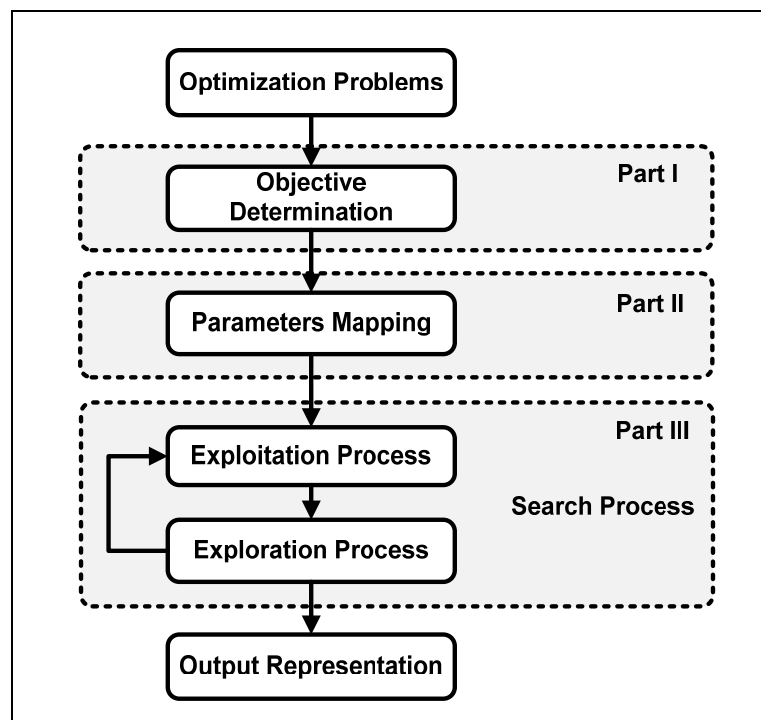 Optimization Problems
Part I
Objective
Determination
Part II
Parameters Mapping
Part III
Exploitation Process
Search Process
Exploration Process
Output Representation